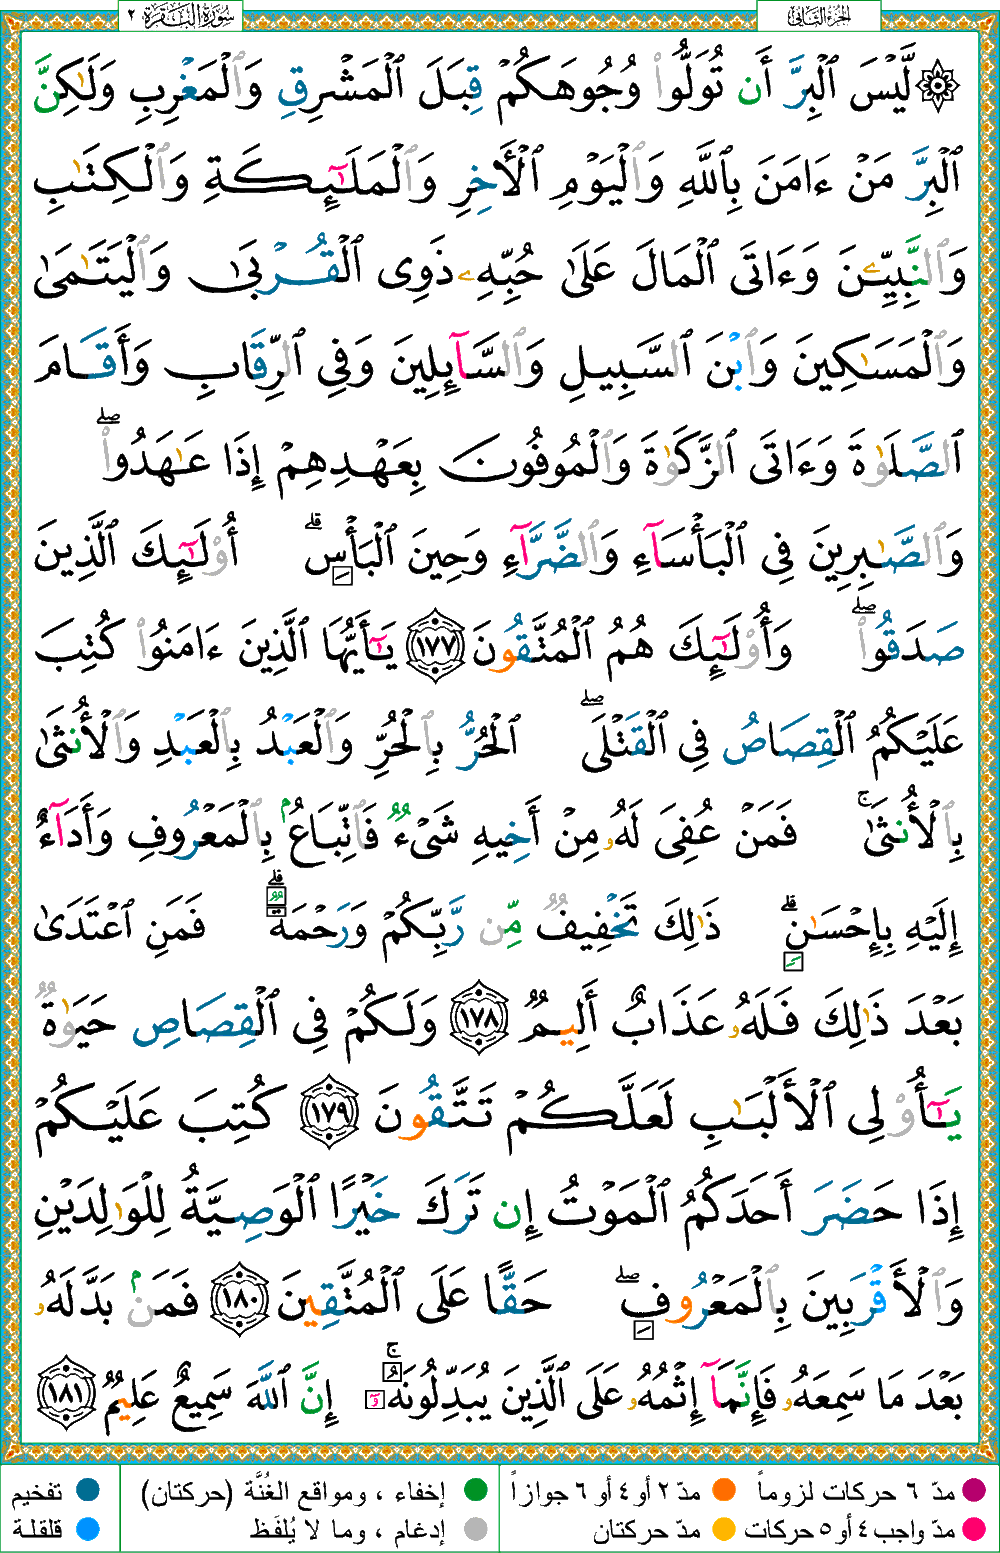 الجزء الثاني
سورة البقرة ٢
۞ لَّيْسَ ٱلْبِرَّ أَن تُوَلُّوا۟ وُجُوهَكُمْ قِبَلَ ٱلْمَشْرِقِ وَٱلْمَغْرِبِ وَلَـٰكِنَّ
ٱلْبِرَّ مَنْ ءَامَنَ بِٱللَّهِ وَٱلْيَوْمِ ٱلْـَٔاخِرِ وَٱلْمَلَـٰٓئِكَةِ وَٱلْكِتَـٰبِ
وَٱلنَّبِيِّـۧنَ وَءَاتَى ٱلْمَالَ عَلَىٰ حُبِّهِۦ ذَوِى ٱلْقُرْبَىٰ وَٱلْيَتَـٰمَىٰ
وَٱلْمَسَـٰكِينَ وَٱبْنَ ٱلسَّبِيلِ وَٱلسَّآئِلِينَ وَفِى ٱلرِّقَابِ وَأَقَامَ
ٱلصَّلَوٰةَ وَءَاتَى ٱلزَّكَوٰةَ وَٱلْمُوفُونَ بِعَهْدِهِمْ إِذَا عَـٰهَدُوا۟ ۖ
وَٱلصَّـٰبِرِينَ فِى ٱلْبَأْسَآءِ وَٱلضَّرَّآءِ وَحِينَ ٱلْبَأْسِ ۗ أُو۟لَـٰٓئِكَ ٱلَّذِينَ
صَدَقُوا۟ ۖ وَأُو۟لَـٰٓئِكَ هُمُ ٱلْمُتَّقُونَ ١٧٧ يَـٰٓأَيُّهَا ٱلَّذِينَ ءَامَنُوا۟ كُتِبَ
عَلَيْكُمُ ٱلْقِصَاصُ فِى ٱلْقَتْلَى ۖ ٱلْحُرُّ بِٱلْحُرِّ وَٱلْعَبْدُ بِٱلْعَبْدِ وَٱلْأُنثَىٰ
بِٱلْأُنثَىٰ ۚ فَمَنْ عُفِىَ لَهُۥ مِنْ أَخِيهِ شَىْءٌ فَٱتِّبَاعٌۢ بِٱلْمَعْرُوفِ وَأَدَآءٌ
إِلَيْهِ بِإِحْسَـٰنٍ ۗ ذَٰلِكَ تَخْفِيفٌ مِّن رَّبِّكُمْ وَرَحْمَةٌ ۗ فَمَنِ ٱعْتَدَىٰ
بَعْدَ ذَٰلِكَ فَلَهُۥ عَذَابٌ أَلِيمٌ ١٧٨ وَلَكُمْ فِى ٱلْقِصَاصِ حَيَوٰةٌ
يَـٰٓأُو۟لِى ٱلْأَلْبَـٰبِ لَعَلَّكُمْ تَتَّقُونَ ١٧٩ كُتِبَ عَلَيْكُمْ
إِذَا حَضَرَ أَحَدَكُمُ ٱلْمَوْتُ إِن تَرَكَ خَيْرًا ٱلْوَصِيَّةُ لِلْوَٰلِدَيْنِ
وَٱلْأَقْرَبِينَ بِٱلْمَعْرُوفِ ۖ حَقًّا عَلَى ٱلْمُتَّقِينَ ١٨٠ فَمَنۢ بَدَّلَهُۥ
بَعْدَ مَا سَمِعَهُۥ فَإِنَّمَآ إِثْمُهُۥ عَلَى ٱلَّذِينَ يُبَدِّلُونَهُۥٓ ۚ إِنَّ ٱللَّهَ سَمِيعٌ عَلِيمٌ ١٨١
مدّ ٦ حركات لزوماً مدّ ٢ أو ٤ أو ٦ جوازاً إخفاء ، ومواقع الغُنَّة (حركتان) تفخيم
مدّ واجب ٤ أو ٥ حركات مدّ حركتان إدغام ، وما لا يُلفَظ قلقلة